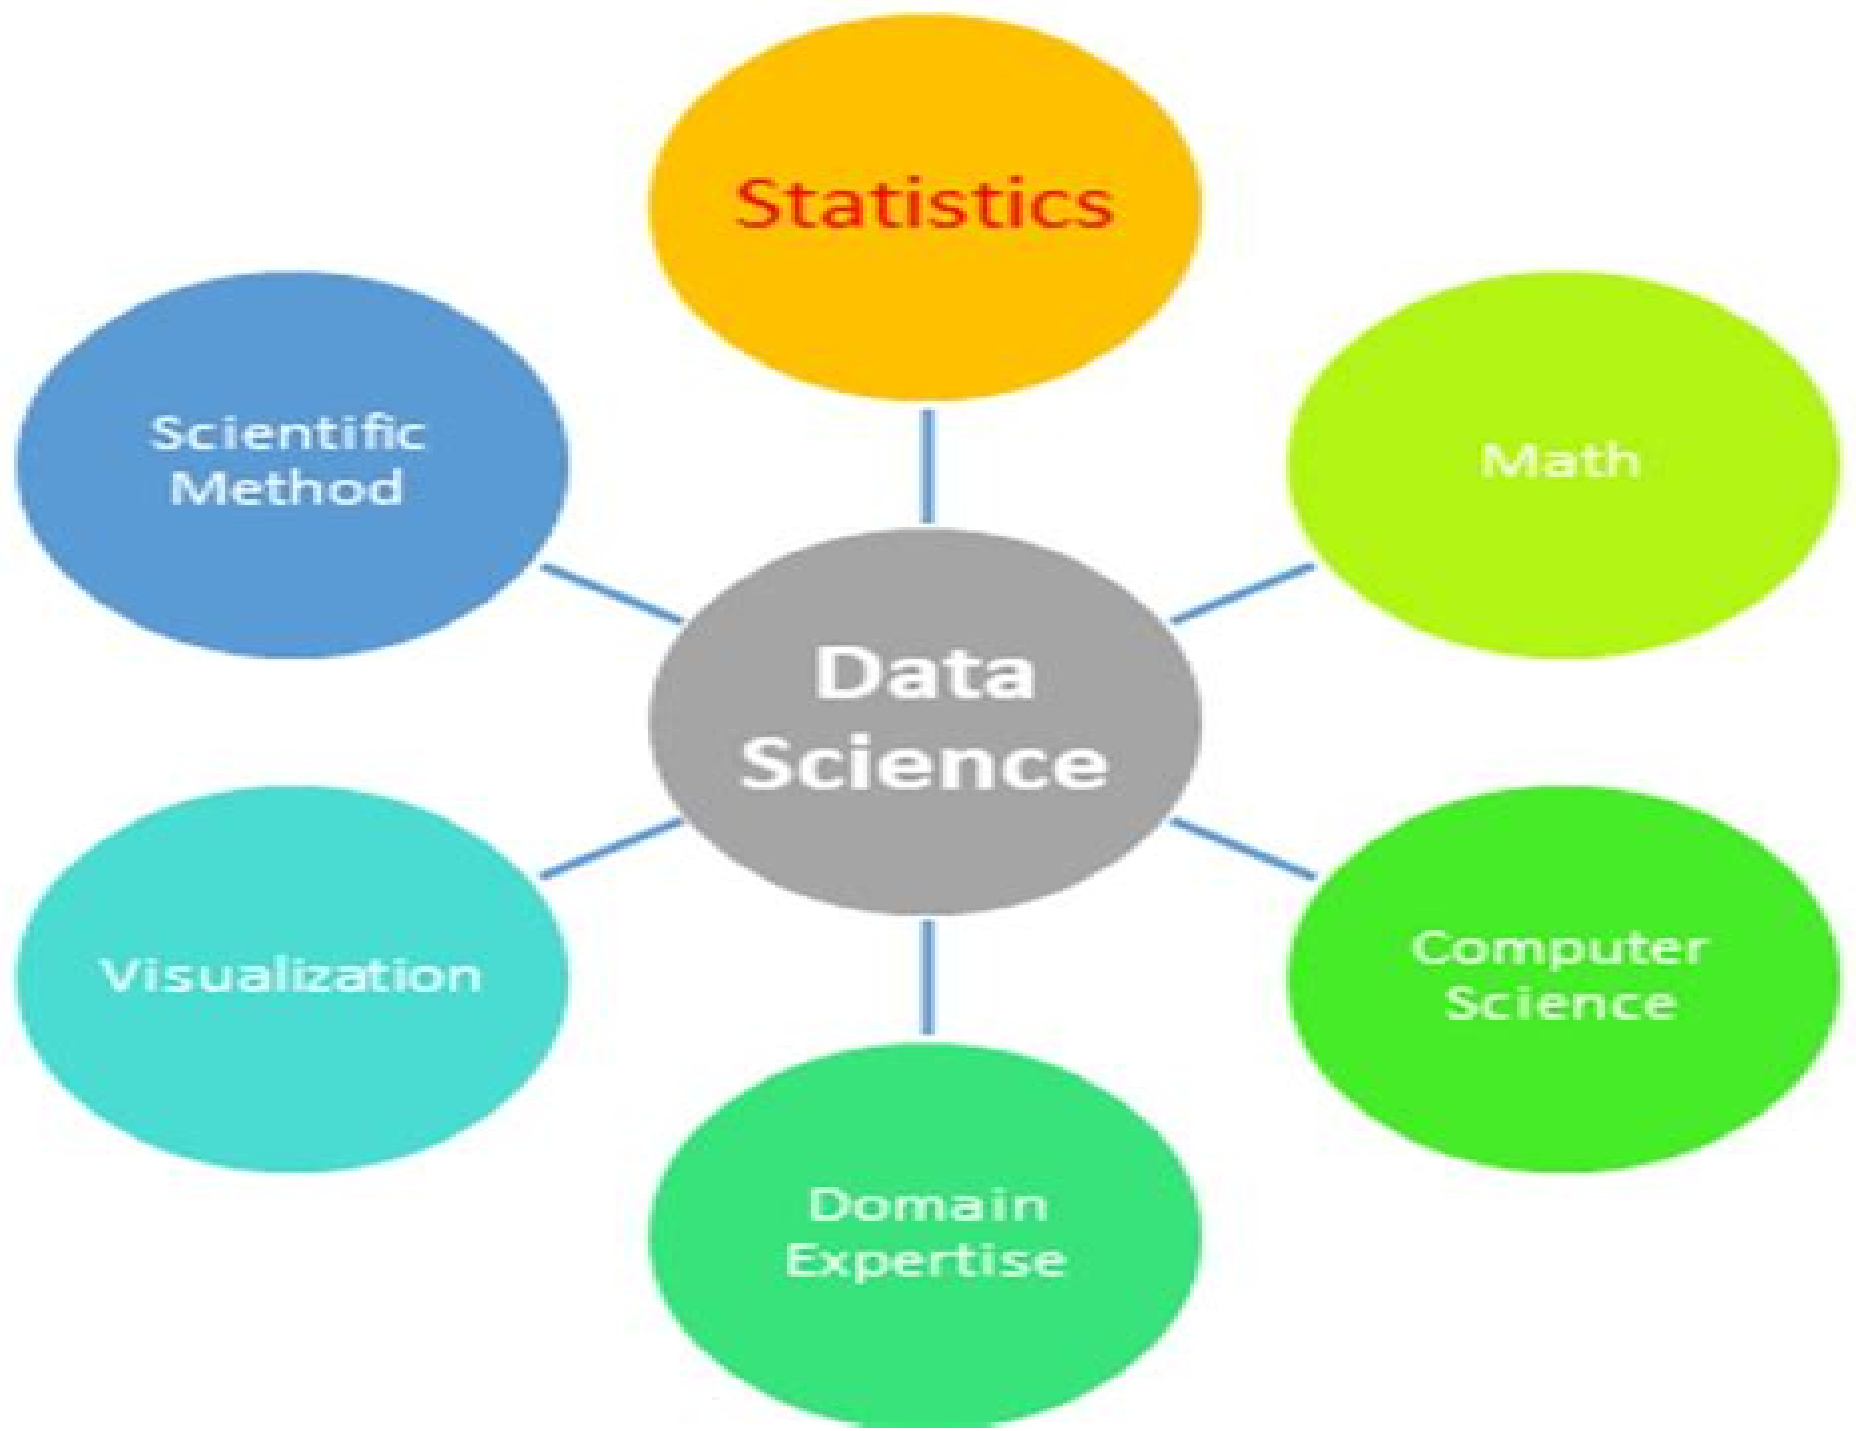 Statistics
Scientific
Method
Math
Data
Science
Visualization
Computer
Science
Domain
Expertise